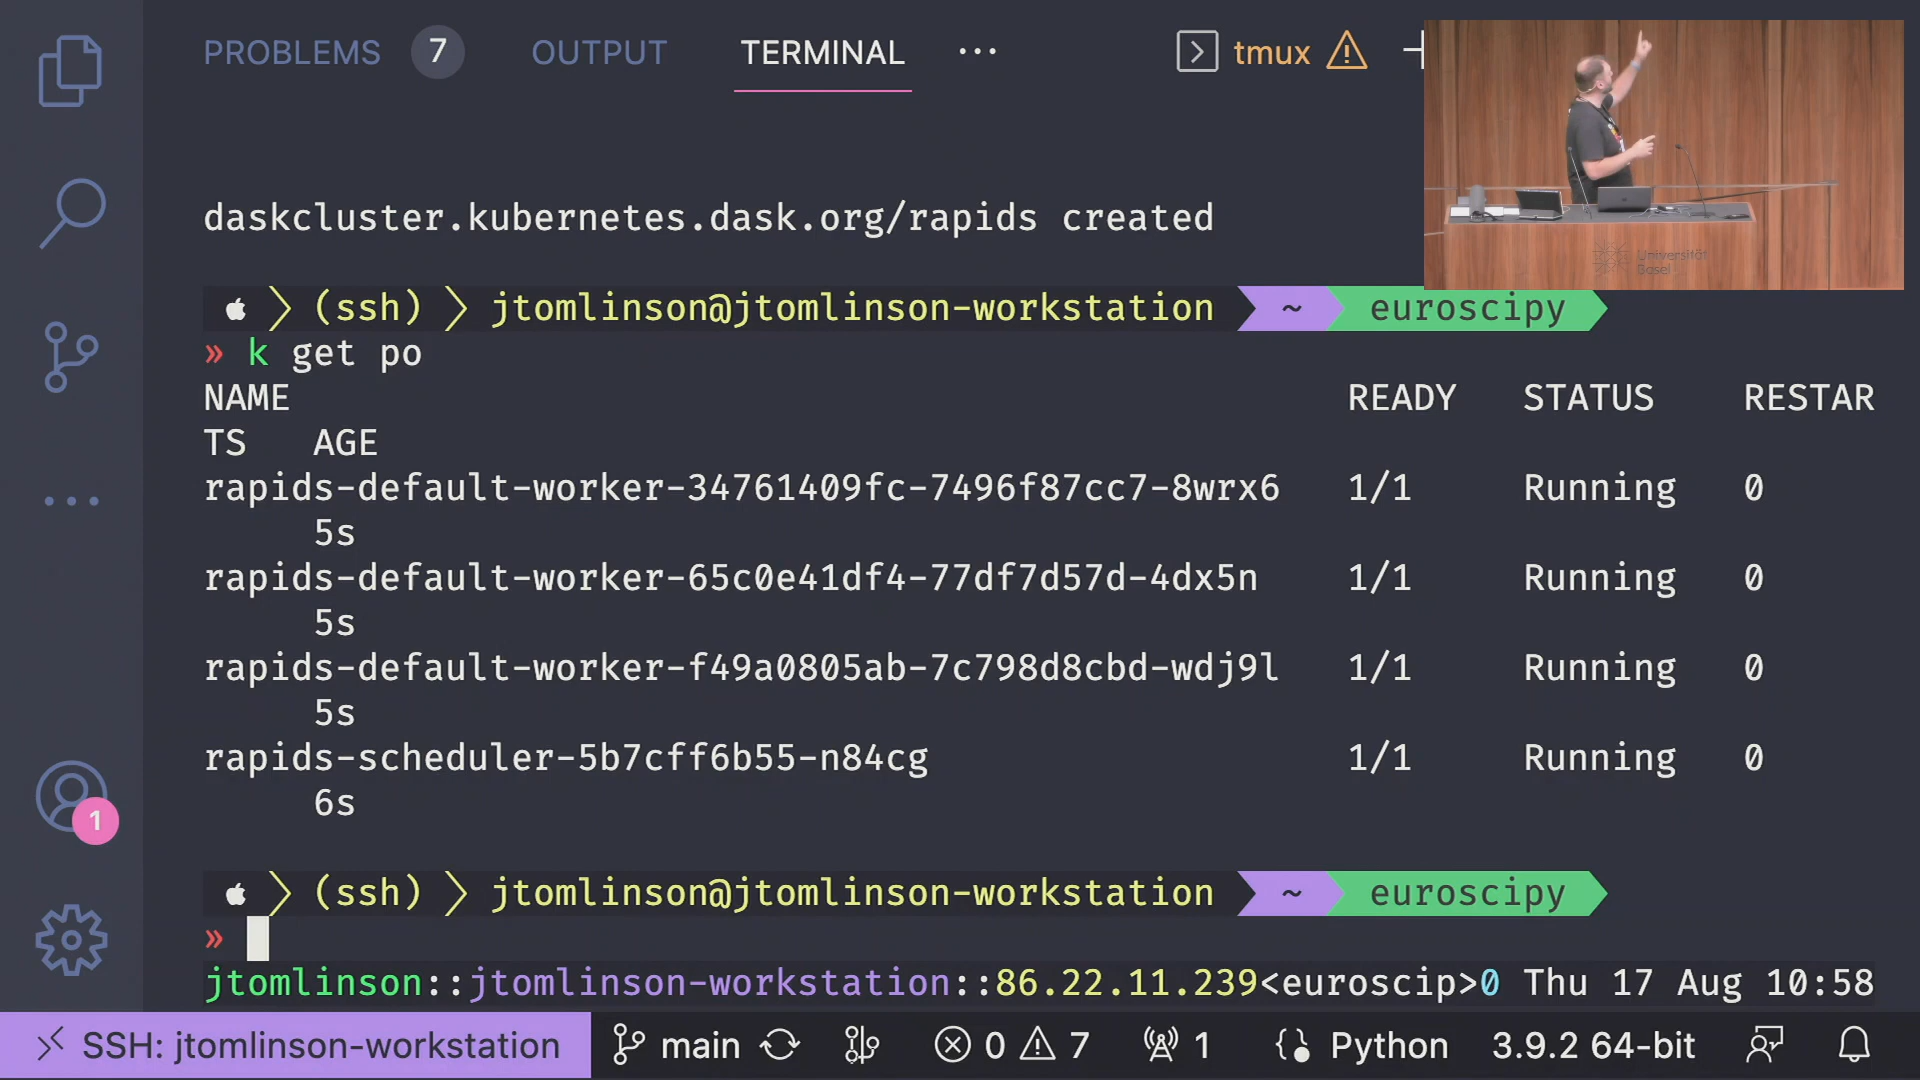 PROBLEMS 7 OUTPUT TERMINAL ··· tmux
daskcluster.kubernetes.dask.org/rapids created
(ssh) jtomlinson@jtomlinson-workstation ~ euroscipy
» k get po
NAME READY STATUS RESTAR
TS AGE
rapids-default-worker-34761409fc-7496f87cc7-8wrx6 1/1 Running 0
5s
rapids-default-worker-65c0e41df4-77df7d57d-4dx5n 1/1 Running 0
5s
rapids-default-worker-f49a0805ab-7c798d8cbd-wdj9l 1/1 Running 0
5s
rapids-scheduler-5b7cff6b55-n84cg 1/1 Running 0
6s
(ssh) jtomlinson@jtomlinson-workstation ~ euroscipy
»
jtomlinson::jtomlinson-workstation::86.22.11.239<euroscip>0 Thu 17 Aug 10:58
1
SSH: jtomlinson-workstation main 0 7 1 Python 3.9.2 64-bit
Universität
Basel